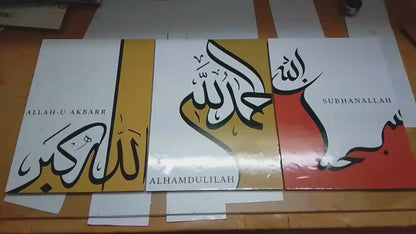 ALLAH-U AKBARR
الله أكبر
الحمد لله
ALHAMDULILAH
سبحان الله
SUBHANALLAH